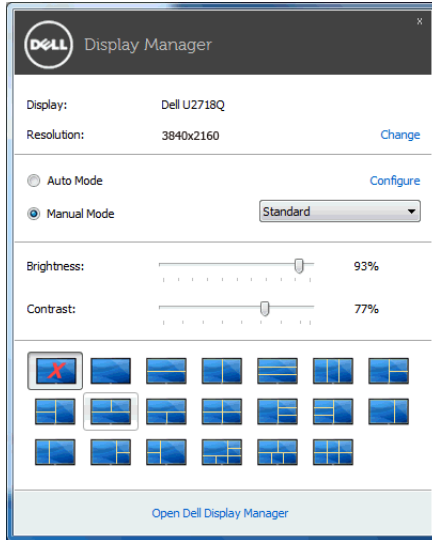 x
DELL Display Manager
Display: Dell U2718Q
Resolution: 3840x2160 Change
Auto Mode Configure
Manual Mode Standard
Brightness: 93%
Contrast: 77%
Open Dell Display Manager